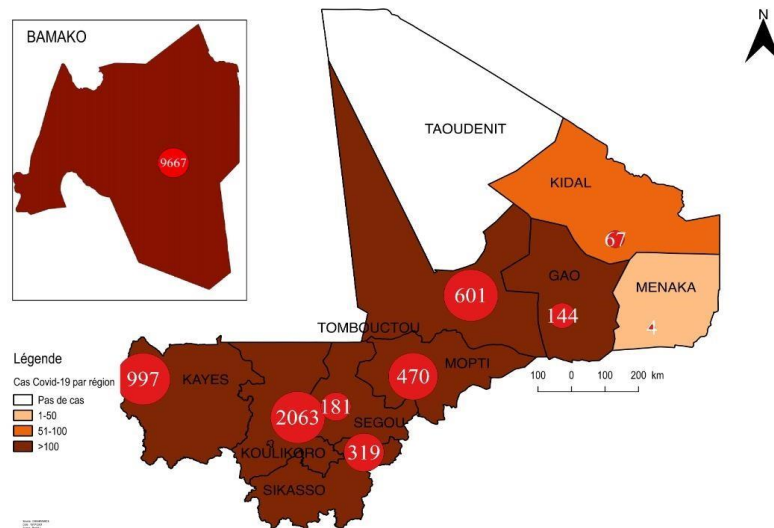 BAMAKO
9667
N
TAOUDENIT
KIDAL
67
GAO
MENAKA
601
144
4
TOMBOUCTOU
MOPTI
997
KAYES
470
181
2063
SEGOU
KOULIKORO
319
SIKASSO
100 0 100 200 km
Légende
Cas Covid-19 par région
Pas de cas
1-50
51-100
>100